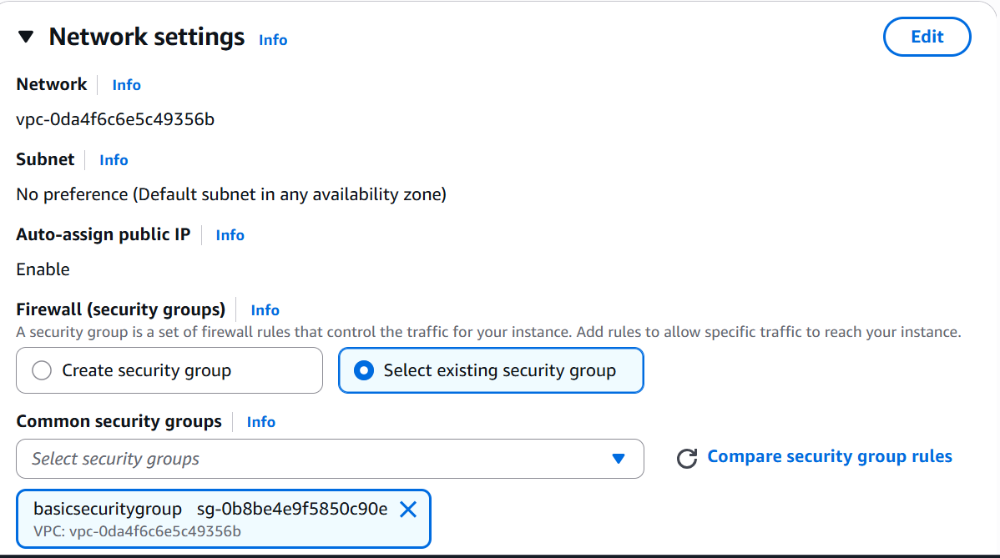 Network settings Info Edit
Network Info
vpc-0da4f6c6e5c49356b
Subnet Info
No preference (Default subnet in any availability zone)
Auto-assign public IP Info
Enable
Firewall (security groups) Info
A security group is a set of firewall rules that control the traffic for your instance. Add rules to allow specific traffic to reach your instance.
Create security group Select existing security group
Common security groups Info
Select security groups Compare security group rules
basicsecuritygroup sg-0b8be4e9f5850c90e
VPC: vpc-0da4f6c6e5c49356b